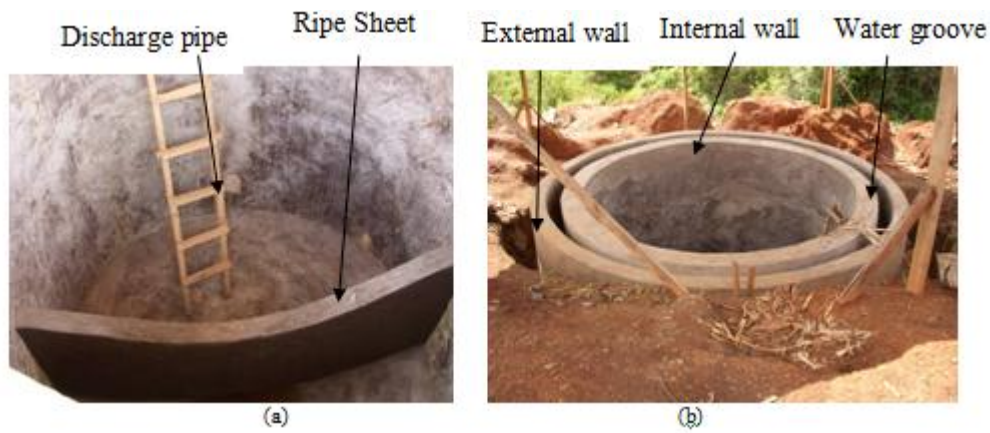 Discharge pipe
Ripe Sheet
External wall
Internal wall
Water groove
(a)
(b)